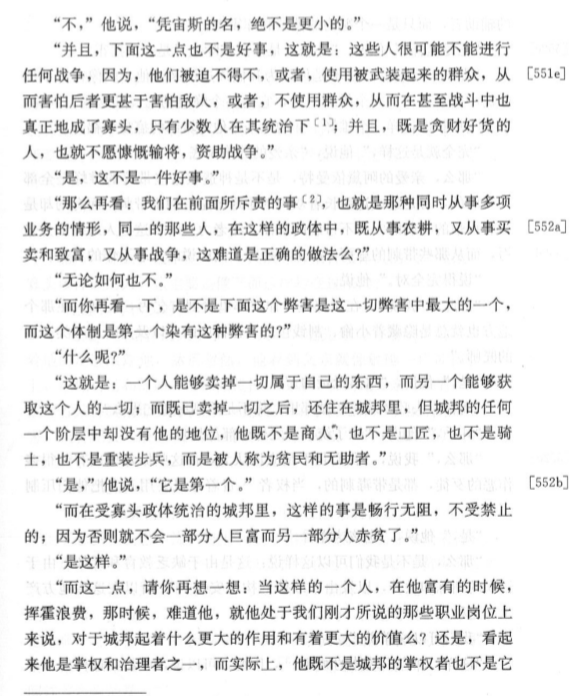 “不，”他说，“凭宙斯的名，绝不是更小的。”
“并且，下面这一点也不是好事，这就是：这些人很可能不能进行
任何战争，因为，他们被迫不得不，或者，使用被武装起来的群众，从 [551e]
而害怕后者更甚于害怕敌人，或者，不使用群众，从而在甚至战斗中也
真正地成了寡头，只有少数人在其统治下〔1〕；并且，既是贪财好货的
人，也就不愿慷慨输将，资助战争。”
“是，这不是一件好事。”
“那么再看：我们在前面所斥责的事〔2〕，也就是那种同时从事多项
业务的情形，同一的那些人，在这样的政体中，既从事农耕，又从事买 [552a]
卖和致富，又从事战争，这难道是正确的做法么？”
“无论如何也不。”
“而你再看一下，是不是下面这个弊害是这一切弊害中最大的一个，
而这个体制是第一个染有这种弊害的？”
“什么呢？”
“这就是：一个人能够卖掉一切属于自己的东西，而另一个能够获
取这个人的一切；而既已卖掉一切之后，还住在城邦里，但城邦的任何
一个阶层中却没有他的地位，他既不是商人，也不是工匠，也不是骑
士，也不是重装步兵，而是被人称为贫民和无助者。”
“是，”他说，“它是第一个。” [552b]
“而在受寡头政体统治的城邦里，这样的事是畅行无阻，不受禁止
的；因为否则就不会一部分人巨富而另一部分人赤贫了。”
“是这样。”
“而这一点，请你再想一想：当这样的一个人，在他富有的时候，
挥霍浪费，那时候，难道他，就他处于我们刚才所说的那些职业岗位上
来说，对于城邦起着什么更大的作用和有着更大的价值么？还是，看起
来他是掌权和治理者之一，而实际上，他既不是城邦的掌权者也不是它